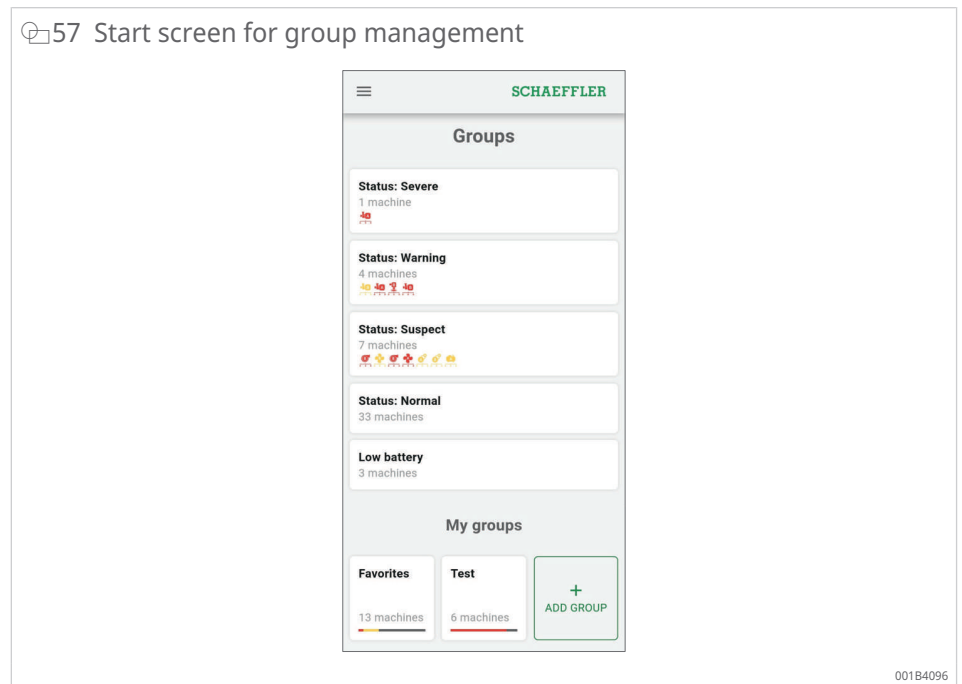 57 Start screen for group management
SCHAEFFLER
Groups
Status: Severe
1 machine
Status: Warning
4 machines
Status: Suspect
7 machines
Status: Normal
33 machines
Low battery
3 machines
My groups
Favorites
13 machines
Test
6 machines
+
ADD GROUP
001B4096